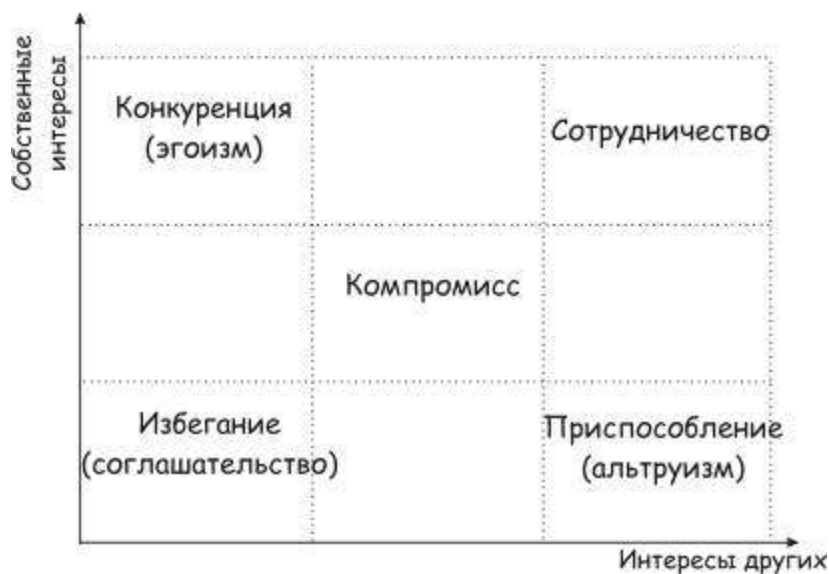 Собственные
интересы
Конкуренция
(эгоизм)
Сотрудничество
Компромисс
Избегание
(соглашательство)
Приспособление
(альтруизм)
Интересы других